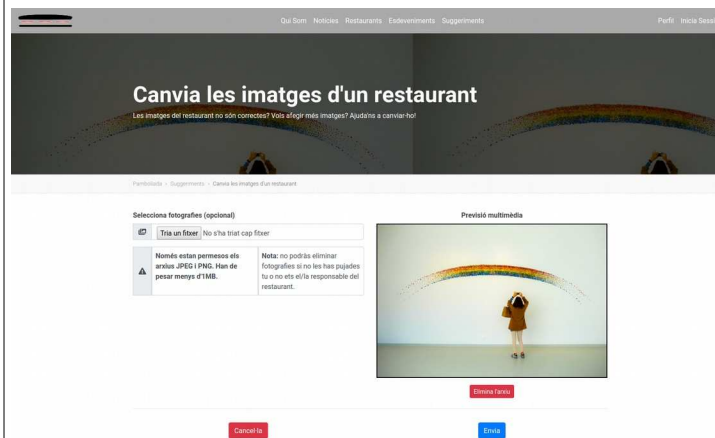 Qui Som Notícies Restaurants Esdeveniments Suggeriments
Perfil Inicia Sessi
Canvia les imatges d'un restaurant
Les imatges del restaurant no són correctes? Vols afegir més imatges? Ajuda'ns a canviar-ho!
Suggeriments > Canvia les imatges d'un restaurant
Selecciona fotografies (opcional)
Tria un fitxer No s'ha triat cap fitxer
Només estan permesos els
arxius JPEG i PNG. Han de
pesar menys d'1MB.
Nota: no podràs eliminar
fotografies si no les has pujades
tu o no ets el/la responsable del
restaurant.
Previsió multimèdia
Elimina l'arxiu
Cancel·la
Envia